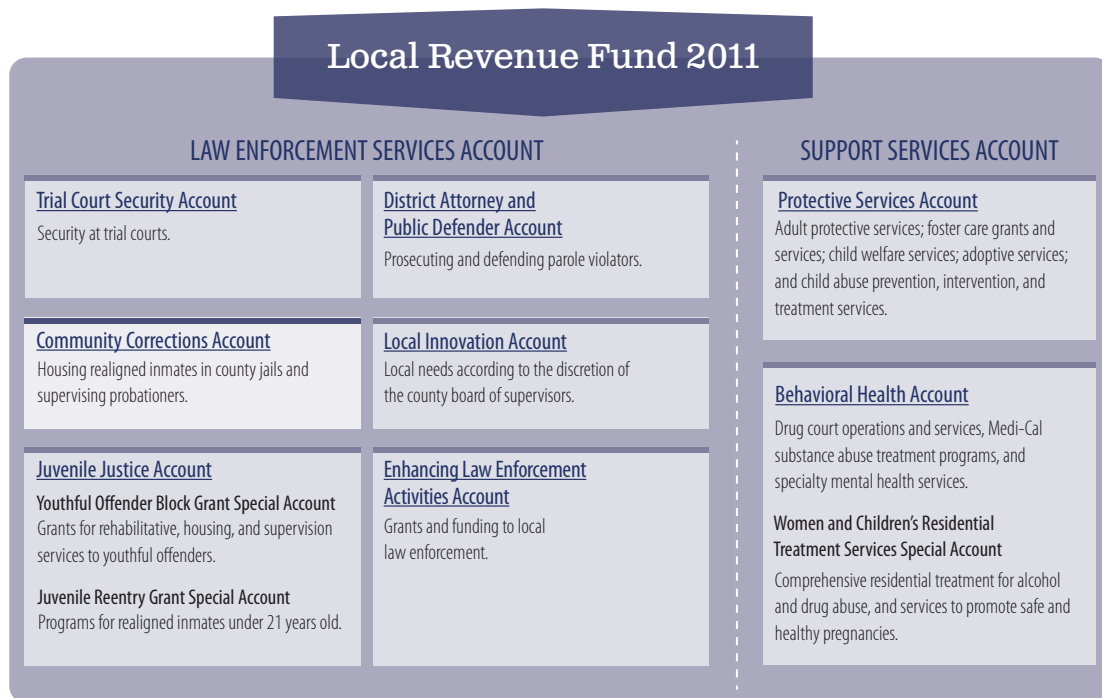 Local Revenue Fund 2011
LAW ENFORCEMENT SERVICES ACCOUNT
Trial Court Security Account
Security at trial courts.
District Attorney and
Public Defender Account
Prosecuting and defending parole violators.
Community Corrections Account
Housing realigned inmates in county jails and
supervising probationers.
Local Innovation Account
Local needs according to the discretion of
the county board of supervisors.
Juvenile Justice Account
Youthful Offender Block Grant Special Account
Grants for rehabilitative, housing, and supervision
services to youthful offenders.
Juvenile Reentry Grant Special Account
Programs for realigned inmates under 21 years old.
Enhancing Law Enforcement
Activities Account
Grants and funding to local
law enforcement.
SUPPORT SERVICES ACCOUNT
Protective Services Account
Adult protective services; foster care grants and
services; child welfare services; adoptive services;
and child abuse prevention, intervention, and
treatment services.
Behavioral Health Account
Drug court operations and services, Medi-Cal
substance abuse treatment programs, and
specialty mental health services.
Women and Children's Residential
Treatment Services Special Account
Comprehensive residential treatment for alcohol
and drug abuse, and services to promote safe and
healthy pregnancies.